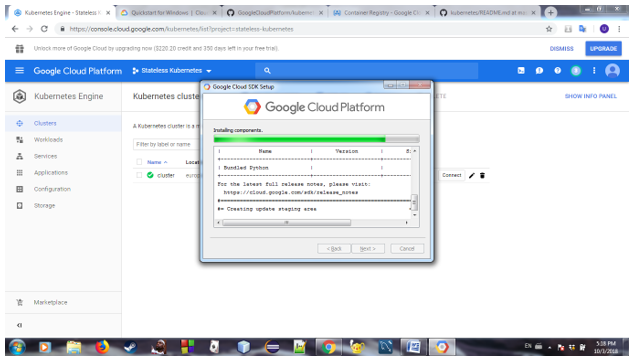 Kubernetes Engine - Stateless
Quickstart for Windows | Clou
GoogleCloudPlatform/kubern
Container Registry - Google Cl
kubernetes/README.md at ma
https://console.cloud.google.com/kubernetes/list?project=stateless-kubernetes
Unlock more of Google Cloud by upgrading now ($220.20 credit and 350 days left in your free trial).
DISMISS
UPGRADE
Google Cloud Platform
Stateless Kubernetes
Kubernetes Engine
Kubernetes cluste
SHOW INFO PANEL
Clusters
Workloads
Services
Applications
Configuration
Storage
Marketplace
A Kubernetes cluster is a
Filter by label or name
Name
Locat
cluster
europ
Connect
Google Cloud SDK Setup
Google Cloud Platform
Installing components.
Name | Version | S
Bundled Python
For the latest full release notes, please visit:
https://cloud.google.com/sdk/release_notes
#= Creating update staging area
< Back
Next >
Cancel
EN
5:18 PM
10/3/2018